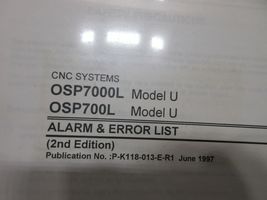 CNC SYSTEMS
OSP7000L Model U
OSP700L Model U
ALARM & ERROR LIST
(2nd Edition)
Publication No. :P-K118-013-E-R1 June 1997